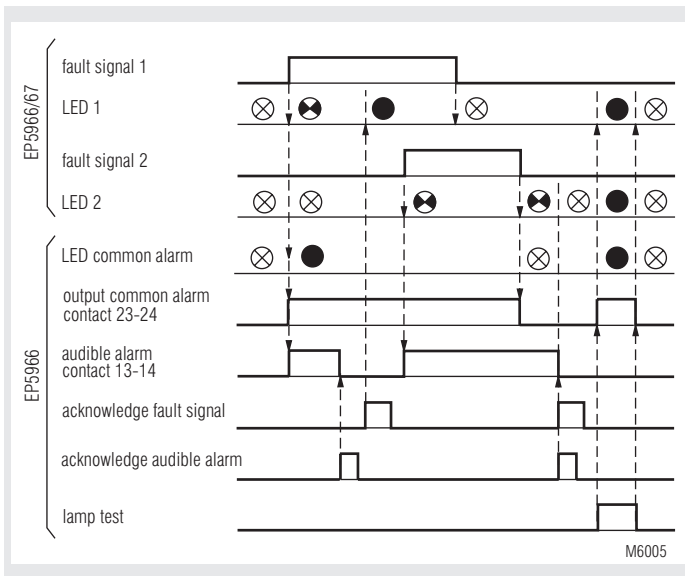 EP5966/67
fault signal 1
LED 1
fault signal 2
LED 2
EP5966
LED common alarm
output common alarm
contact 23-24
audible alarm
contact 13-14
acknowledge fault signal
acknowledge audible alarm
lamp test
M6005